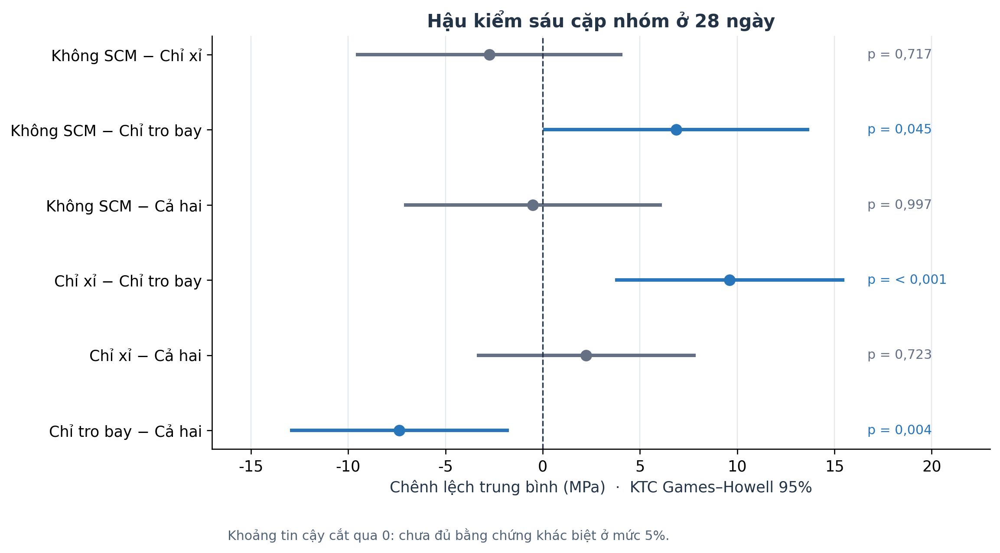 Hậu kiểm sáu cặp nhóm ở 28 ngày
Không SCM − Chỉ xỉ
p = 0,717
Không SCM − Chỉ tro bay
p = 0,045
Không SCM − Cả hai
p = 0,997
Chỉ xỉ − Chỉ tro bay
p = < 0,001
Chỉ xỉ − Cả hai
p = 0,723
Chỉ tro bay − Cả hai
p = 0,004
-15 -10 -5 0 5 10 15 20
Chênh lệch trung bình (MPa) · KTC Games–Howell 95%
Khoảng tin cậy cắt qua 0: chưa đủ bằng chứng khác biệt ở mức 5%.